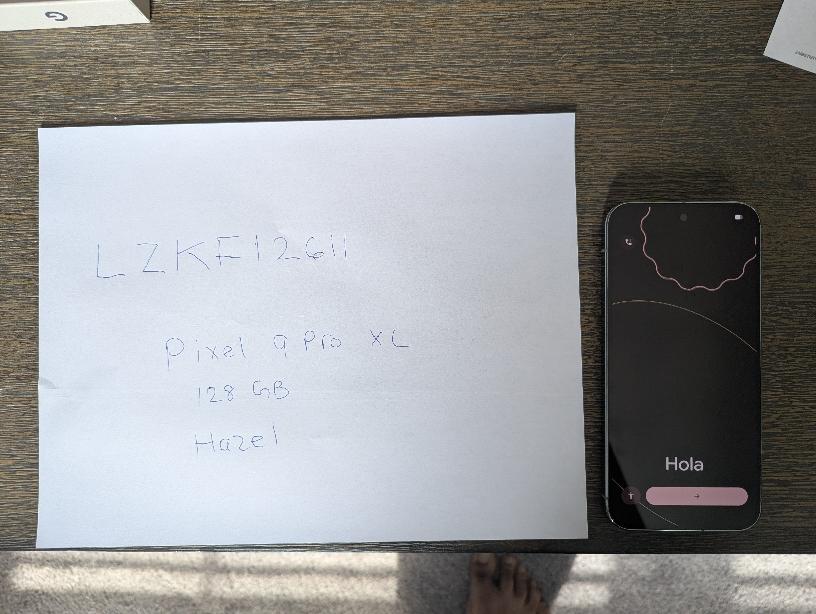 LZKF12611
Pixel 9 Pro XL
128 GB
Hazel
Hola